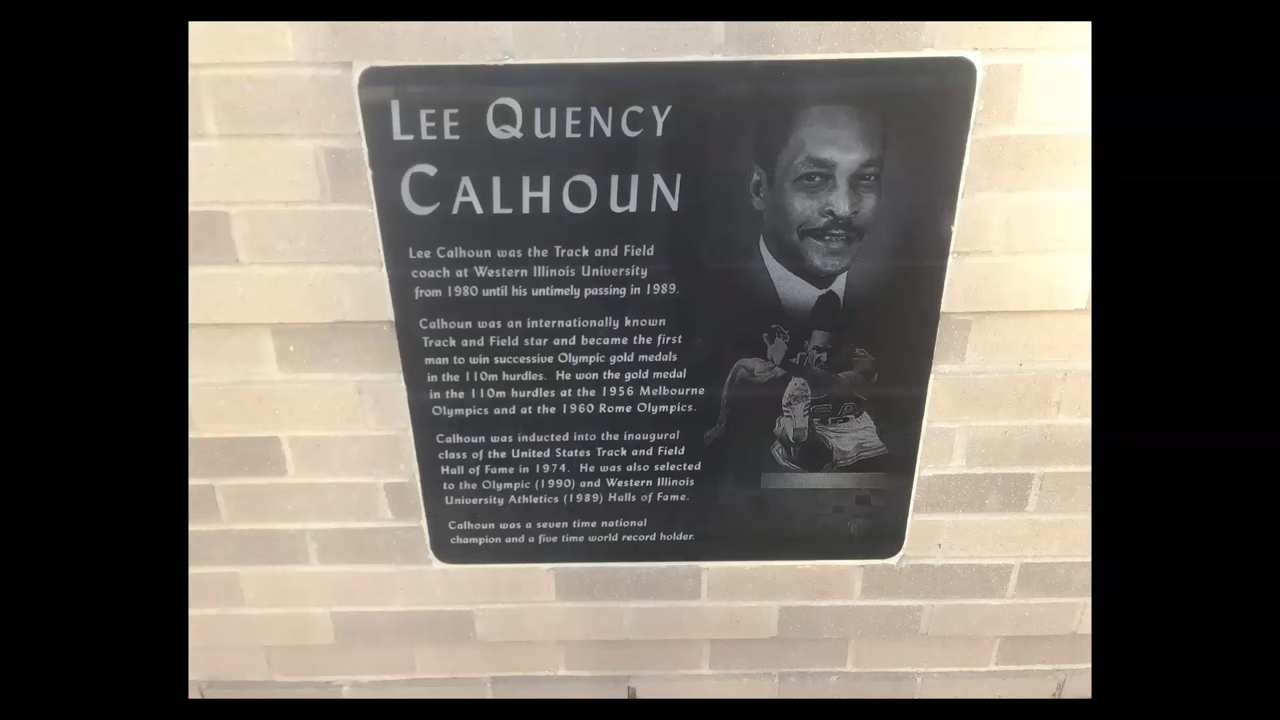 LEE QUENCY
CALHOUN
Lee Calhoun was the Track and Field
coach at Western Illinois University
from 1980 until his untimely passing in 1989.
Calhoun was an internationally known
Track and Field star and became the first
man to win successive Olympic gold medals
in the 110m hurdles. He won the gold medal
in the 110m hurdles at the 1956 Melbourne
Olympics and at the 1960 Rome Olympics.
Calhoun was inducted into the inaugural
class of the United States Track and Field
Hall of Fame in 1974. He was also selected
to the Olympic (1990) and Western Illinois
University Athletics (1989) Halls of Fame.
Calhoun was a seven time national
champion and a five time world record holder.